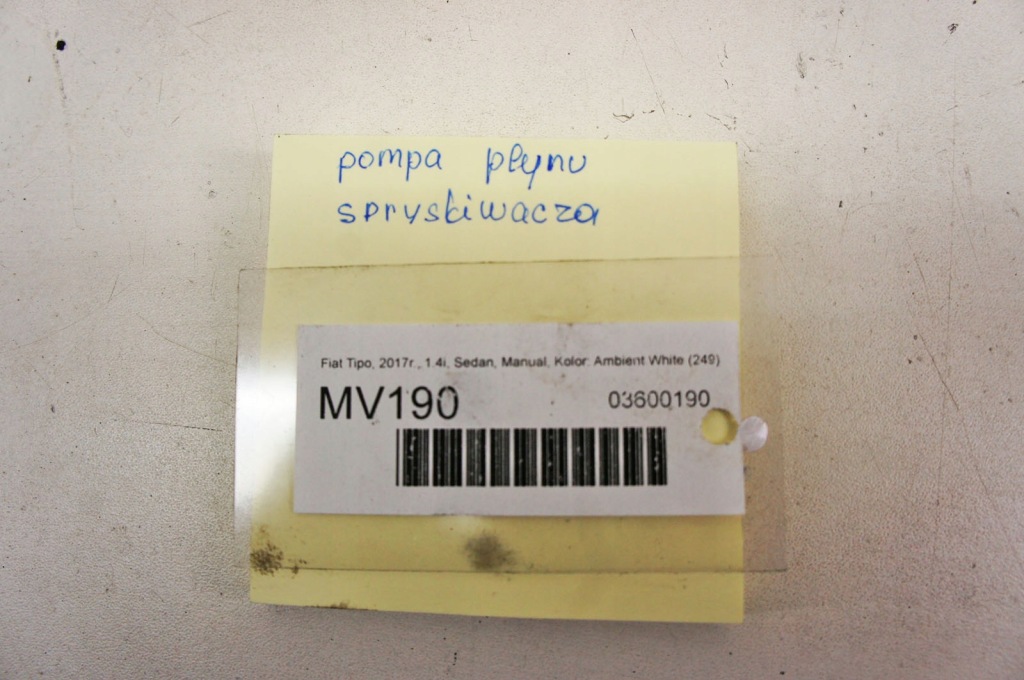 pompa płynu
spryskiwacza
Fiat Tipo, 2017r., 1.4i, Sedan, Manual, Kolor: Ambient White (249)
MV190 03600190